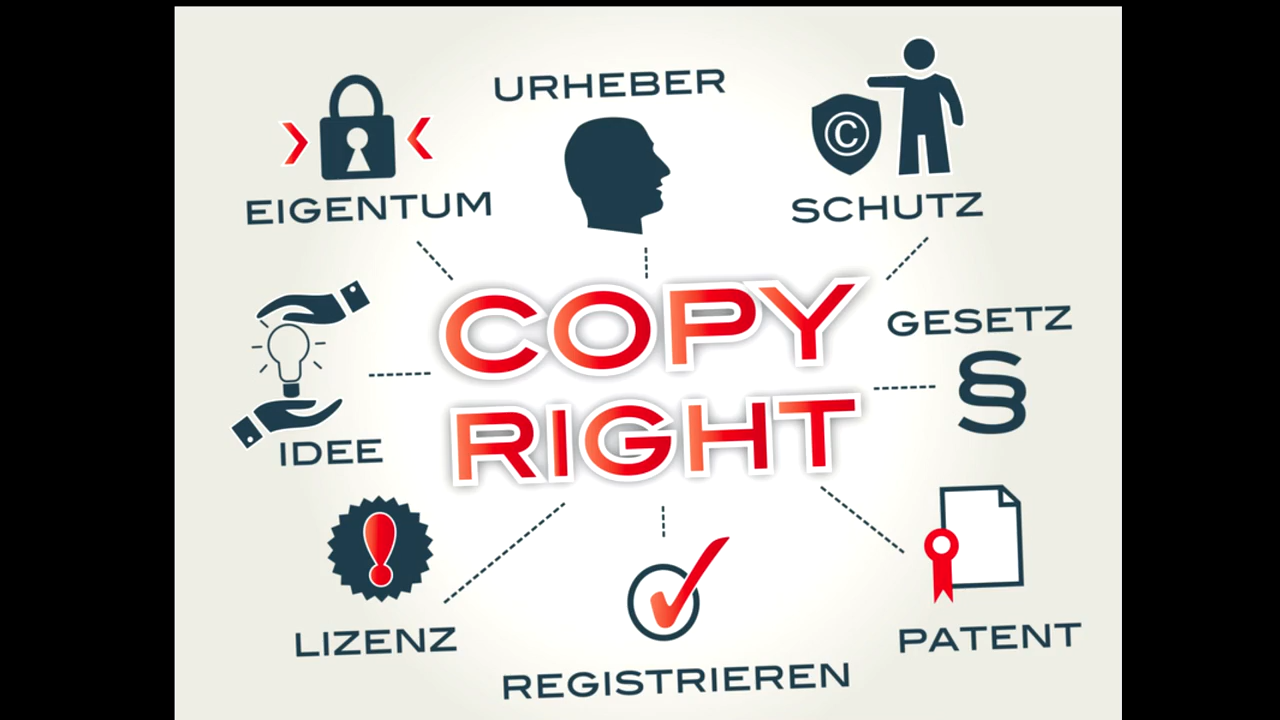 URHEBER
EIGENTUM
©
SCHUTZ
COPY
RIGHT
GESETZ
§
IDEE
LIZENZ
REGISTRIEREN
PATENT